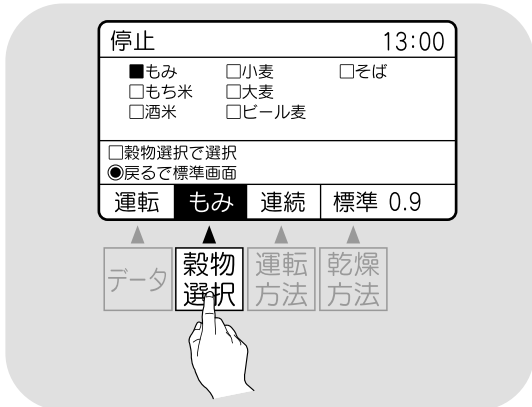 停止 13:00
■もみ □小麦 □そば
□もち米 □大麦
□酒米 □ビール麦
□穀物選択で選択
◉戻るで標準画面
運転 もみ 連続 標準 0.9
データ 穀物選択 運転方法 乾燥方法